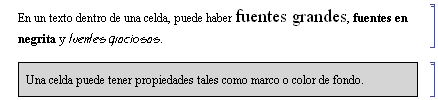 En un texto dentro de una celda, puede haber fuentes grandes, fuentes en
negrita y fuentes graciosas.
Una celda puede tener propiedades tales como marco o color de fondo.